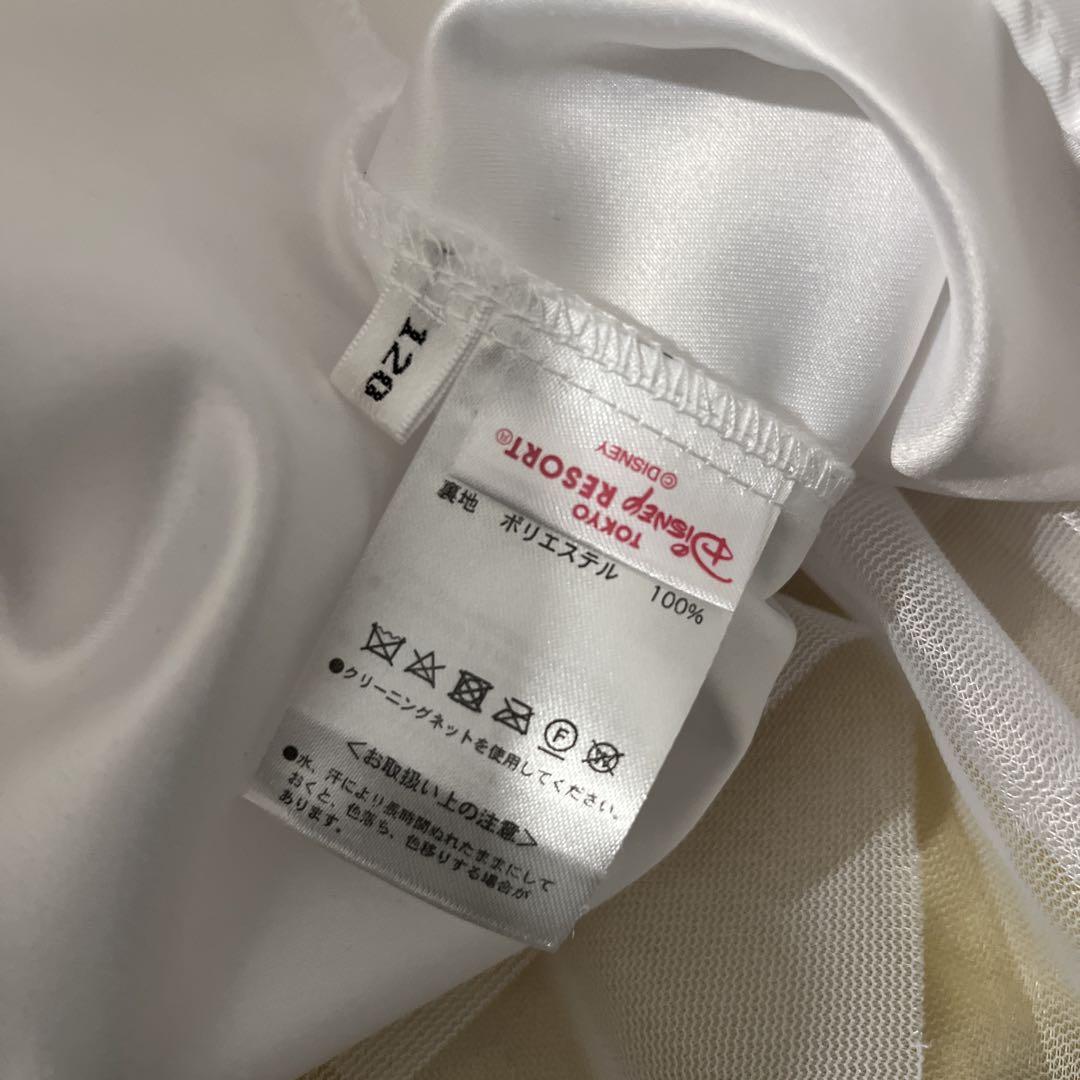 120
TOKYO
Disney RESORT®
©DISNEY
裏地 ポリエステル 100%
F
●クリーニングネットを使用してください。
<お取扱い上の注意>
●水、汗により長時間ぬれたままにして
おくと、色落ち、色移りする場合が
あります。